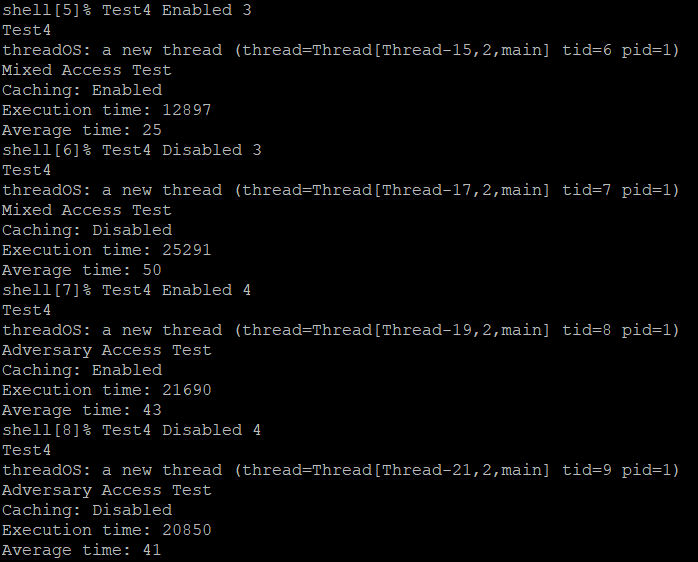 shell[5]% Test4 Enabled 3
Test4
threadOS: a new thread (thread=Thread[Thread-15,2,main] tid=6 pid=1)
Mixed Access Test
Caching: Enabled
Execution time: 12897
Average time: 25
shell[6]% Test4 Disabled 3
Test4
threadOS: a new thread (thread=Thread[Thread-17,2,main] tid=7 pid=1)
Mixed Access Test
Caching: Disabled
Execution time: 25291
Average time: 50
shell[7]% Test4 Enabled 4
Test4
threadOS: a new thread (thread=Thread[Thread-19,2,main] tid=8 pid=1)
Adversary Access Test
Caching: Enabled
Execution time: 21690
Average time: 43
shell[8]% Test4 Disabled 4
Test4
threadOS: a new thread (thread=Thread[Thread-21,2,main] tid=9 pid=1)
Adversary Access Test
Caching: Disabled
Execution time: 20850
Average time: 41